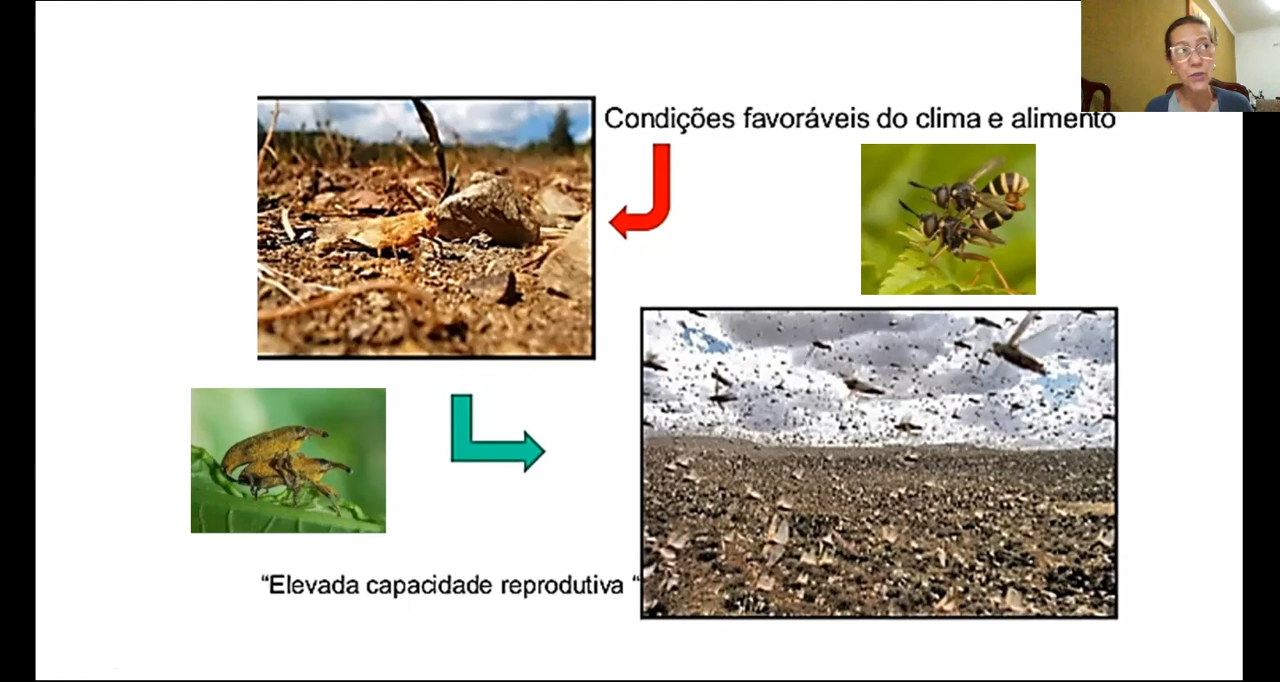 Condições favoráveis do clima e alimento
“Elevada capacidade reprodutiva “